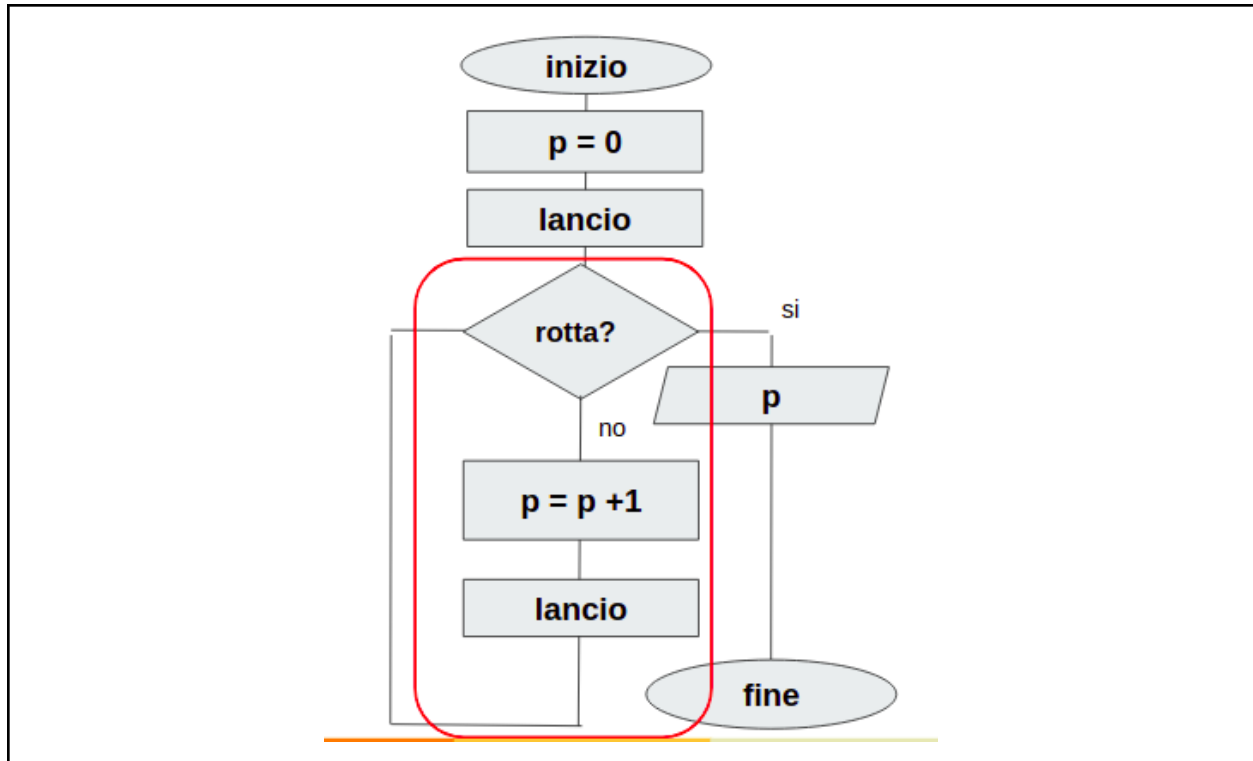 inizio
p = 0
lancio
rotta?
si
p
no
p = p +1
lancio
fine